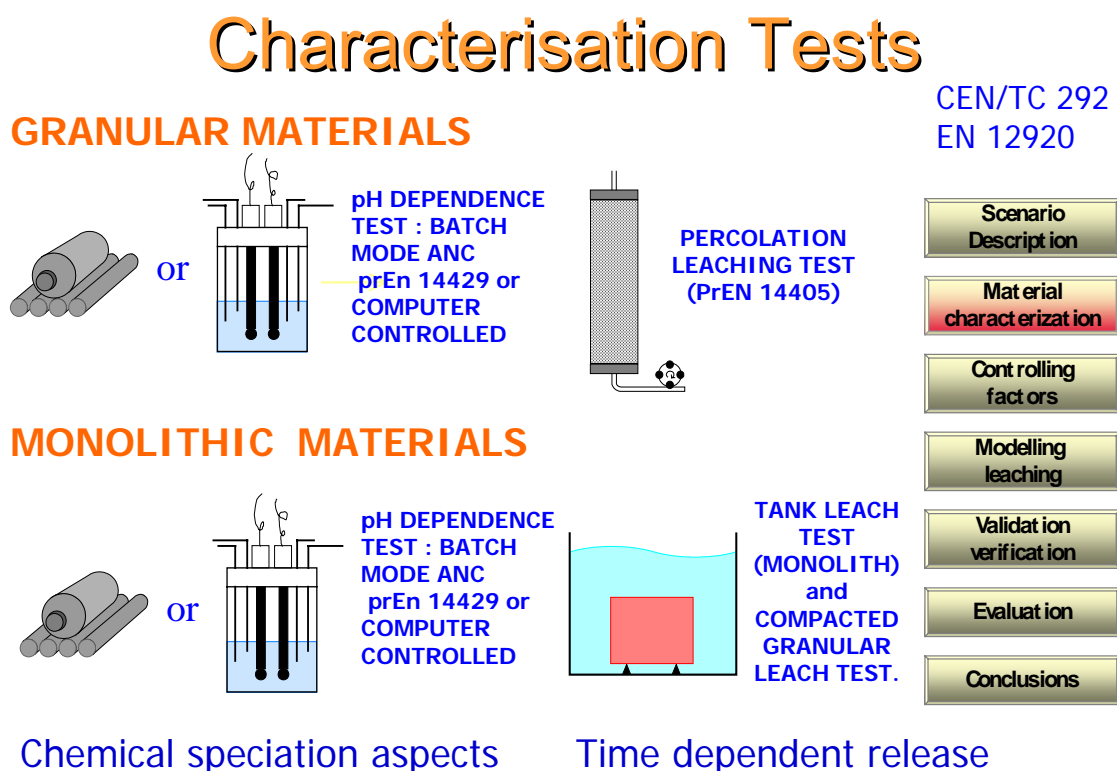 Characterisation Tests
CEN/TC 292
EN 12920
GRANULAR MATERIALS
or
pH DEPENDENCE
TEST : BATCH
MODE ANC
prEn 14429 or
COMPUTER
CONTROLLED
PERCOLATION
LEACHING TEST
(PrEN 14405)
MONOLITHIC MATERIALS
or
pH DEPENDENCE
TEST : BATCH
MODE ANC
prEn 14429 or
COMPUTER
CONTROLLED
TANK LEACH
TEST
(MONOLITH)
and
COMPACTED
GRANULAR
LEACH TEST.
Scenario
Description
Material
characterization
Controlling
factors
Modelling
leaching
Validation
verification
Evaluation
Conclusions
Chemical speciation aspects
Time dependent release